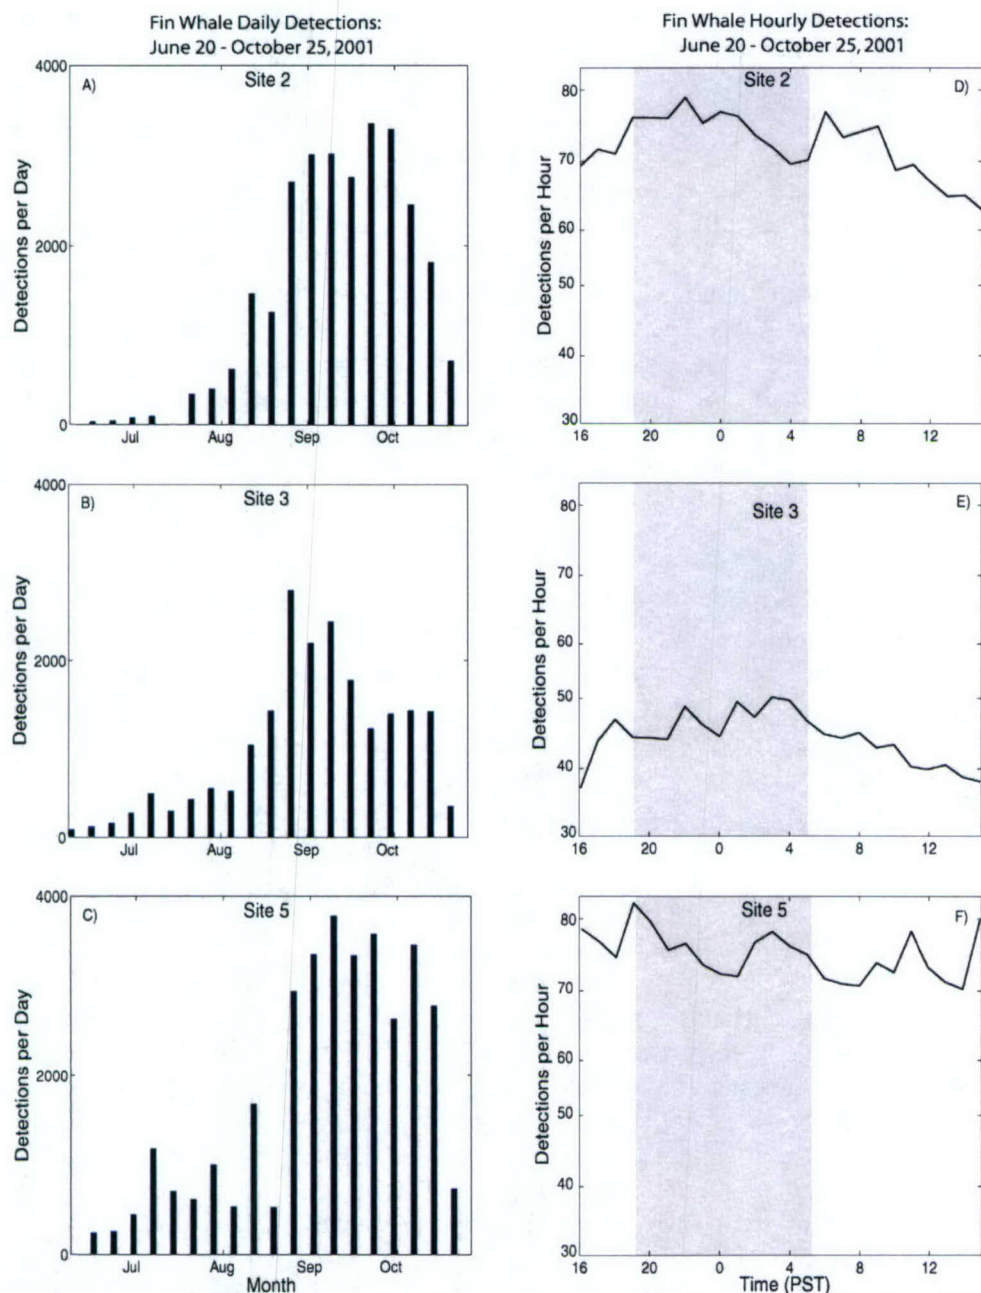 Fin Whale Daily Detections:
June 20 - October 25, 2001
Fin Whale Hourly Detections:
June 20 - October 25, 2001
A)
Site 2
4000
2000
0
Detections per Day
Jul
Aug
Sep
Oct
D)
Site 2
80
70
60
50
40
30
Detections per Hour
16
20
0
4
8
12
B)
Site 3
4000
2000
0
Detections per Day
Jul
Aug
Sep
Oct
E)
Site 3
80
70
60
50
40
30
Detections per Hour
16
20
0
4
8
12
C)
Site 5
4000
2000
0
Detections per Day
Jul
Aug
Sep
Oct
Month
F)
Site 5
80
70
60
50
40
30
Detections per Hour
16
20
0
4
8
12
Time (PST)